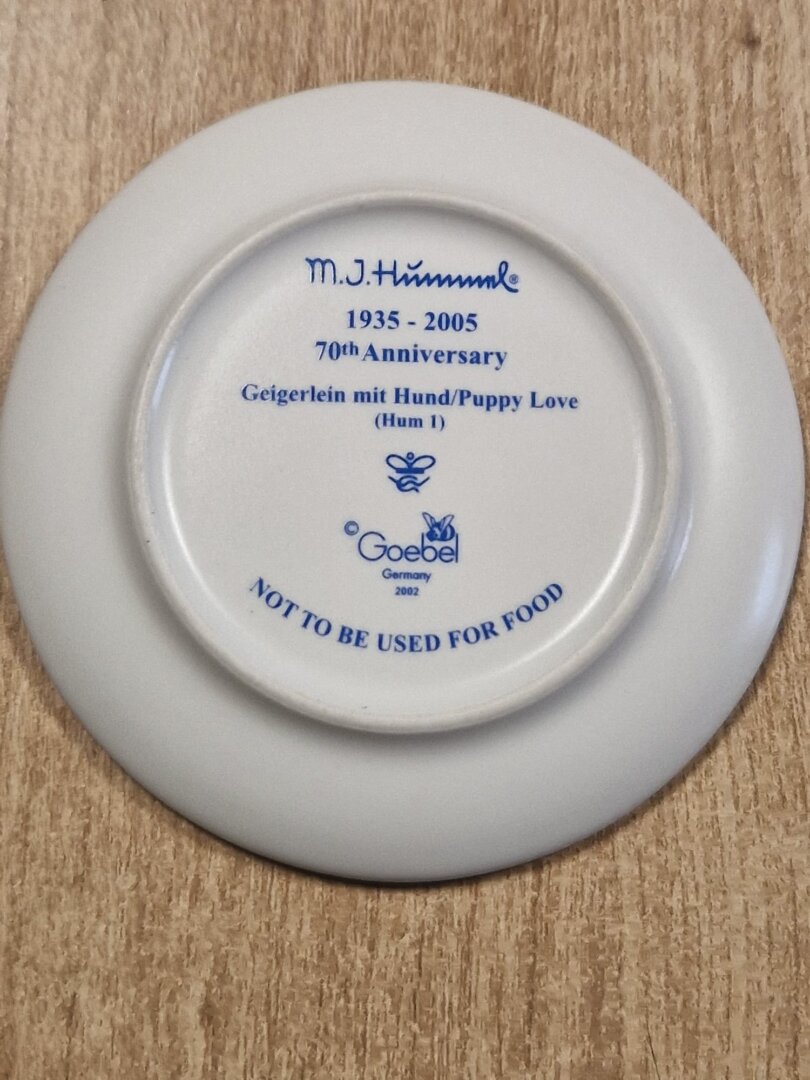 M.J.Hummel®
1935 - 2005
70th Anniversary
Geigerlein mit Hund/Puppy Love
(Hum 1)
© Goebel
Germany
2002
NOT TO BE USED FOR FOOD